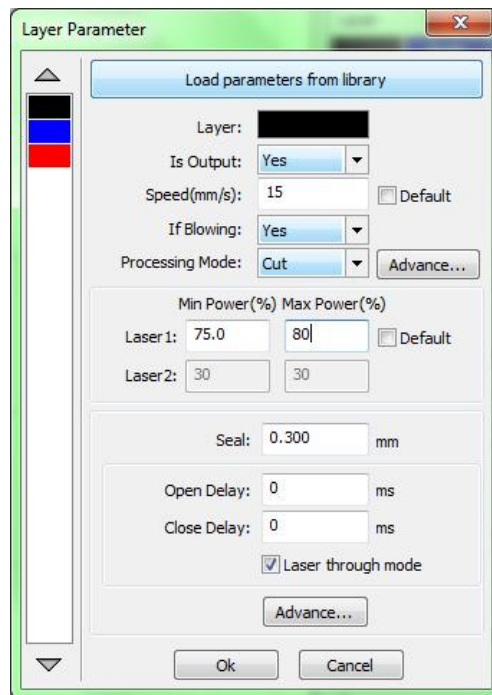 Layer Parameter
Load parameters from library
Layer:
Is Output: Yes
Speed(mm/s): 15 Default
If Blowing: Yes
Processing Mode: Cut Advance...
Min Power(%) Max Power(%)
Laser1: 75.0 80 Default
Laser2: 30 30
Seal: 0.300 mm
Open Delay: 0 ms
Close Delay: 0 ms
Laser through mode
Advance...
Ok Cancel